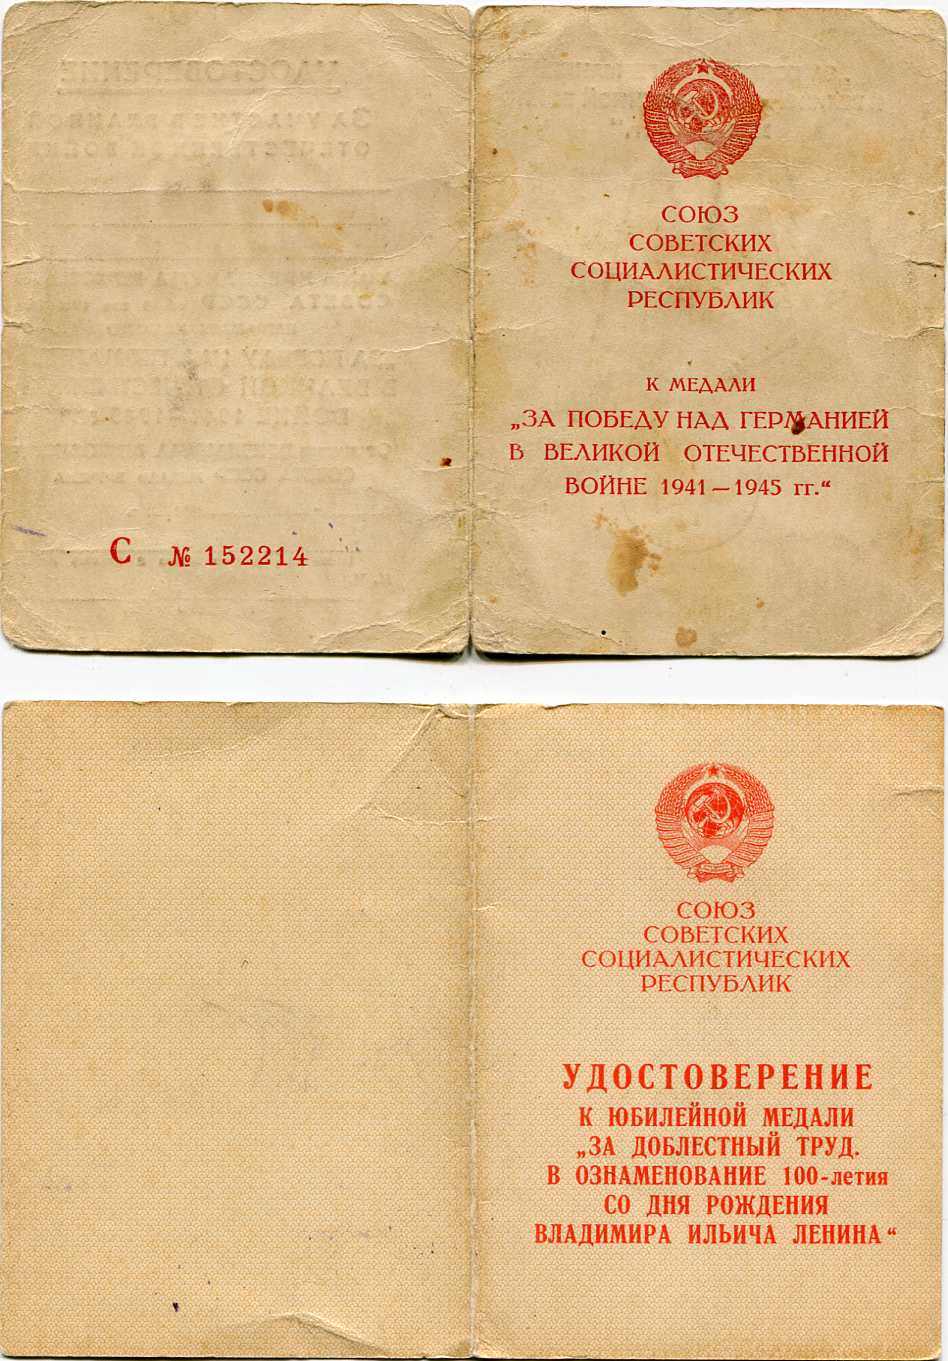 СОЮЗ
СОВЕТСКИХ
СОЦИАЛИСТИЧЕСКИХ
РЕСПУБЛИК
К МЕДАЛИ
„ЗА ПОБЕДУ НАД ГЕРМАНИЕЙ
В ВЕЛИКОЙ ОТЕЧЕСТВЕННОЙ
ВОЙНЕ 1941—1945 гг.“
С № 152214
СОЮЗ
СОВЕТСКИХ
СОЦИАЛИСТИЧЕСКИХ
РЕСПУБЛИК
УДОСТОВЕРЕНИЕ
К ЮБИЛЕЙНОЙ МЕДАЛИ
„ЗА ДОБЛЕСТНЫЙ ТРУД.
В ОЗНАМЕНОВАНИЕ 100-летия
СО ДНЯ РОЖДЕНИЯ
ВЛАДИМИРА ИЛЬИЧА ЛЕНИНА“